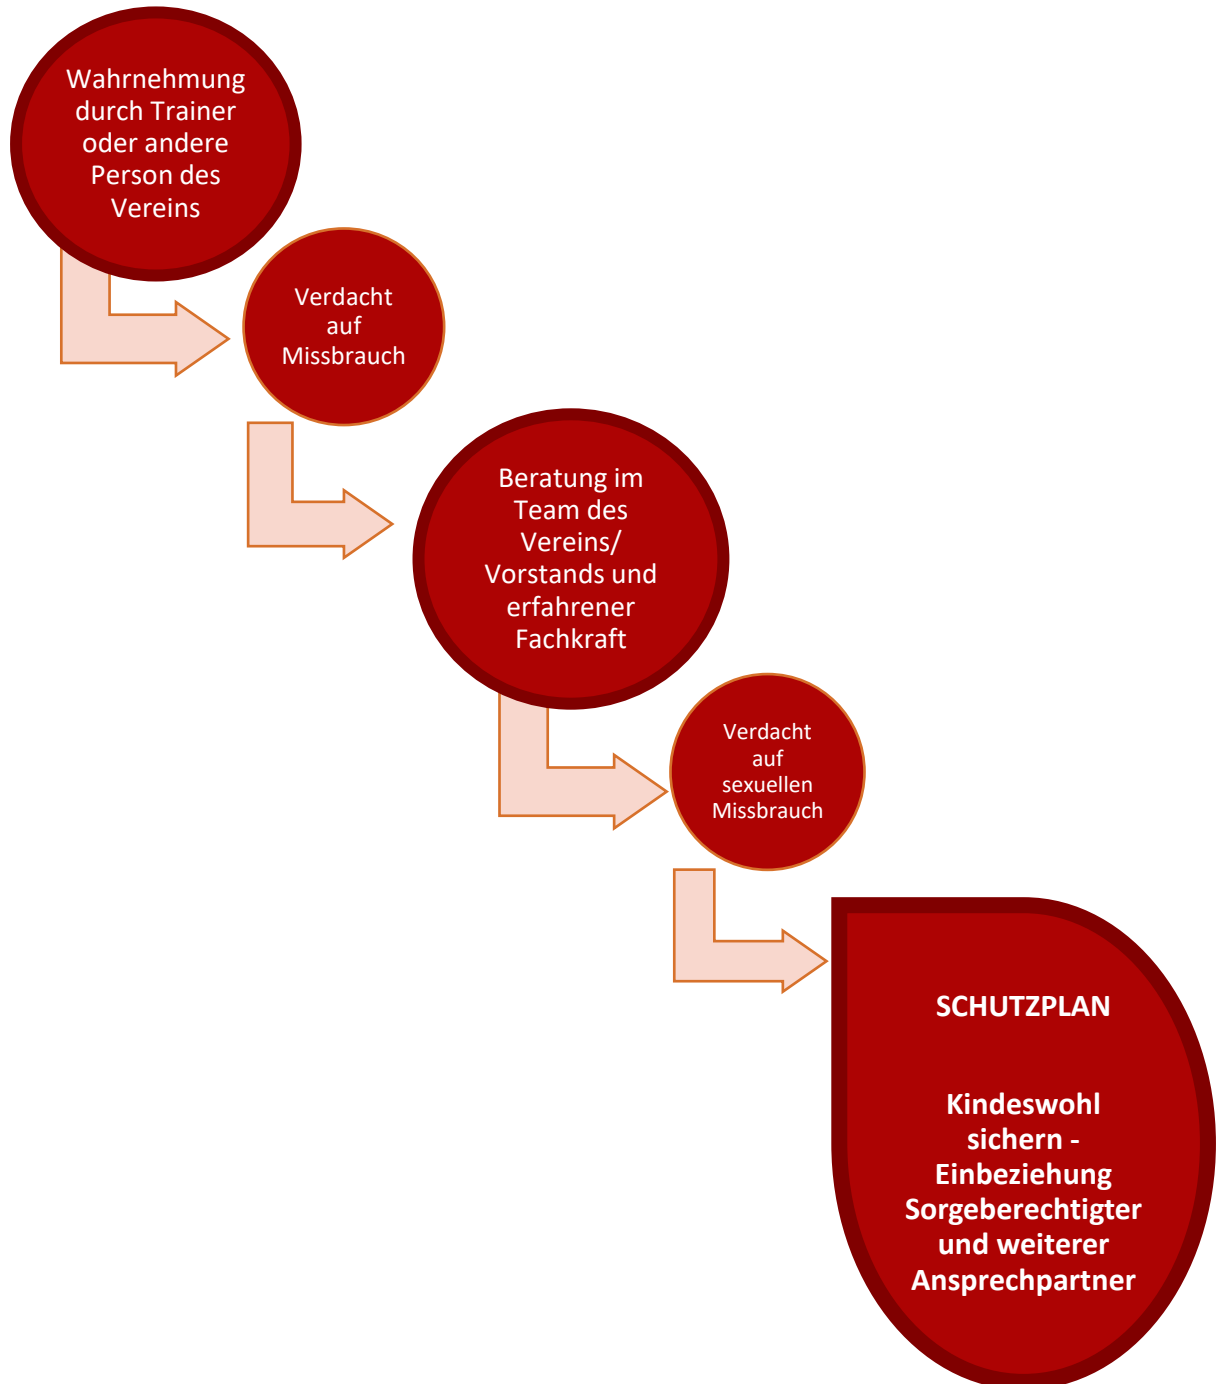 Wahrnehmung
durch Trainer
oder andere
Person des
Vereins
Verdacht
auf
Missbrauch
Beratung im
Team des
Vereins/
Vorstands und
erfahrener
Fachkraft
Verdacht
auf
sexuellen
Missbrauch
SCHUTZPLAN
Kindeswohl
sichern -
Einbeziehung
Sorgeberechtigter
und weiterer
Ansprechpartner